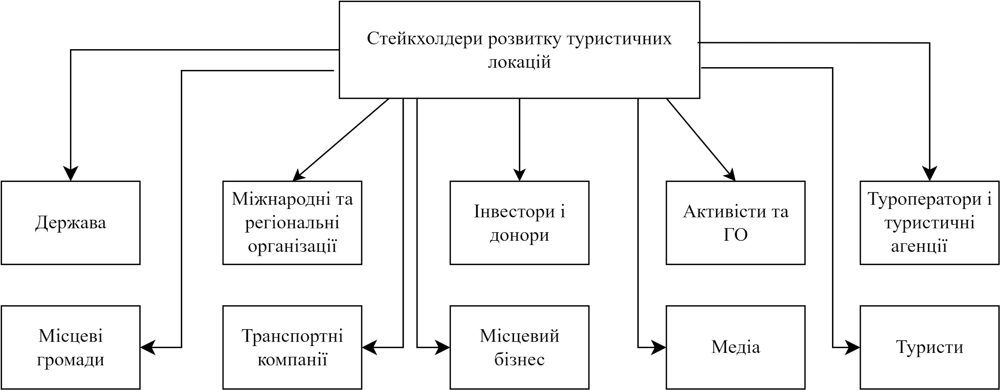 Стейкхолдери розвитку туристичних
локацій
Держава
Міжнародні та
регіональні
організації
Інвестори і
донори
Активісти та
ГО
Туроператори і
туристичні
агенції
Місцеві
громади
Транспортні
компанії
Місцевий
бізнес
Медіа
Туристи